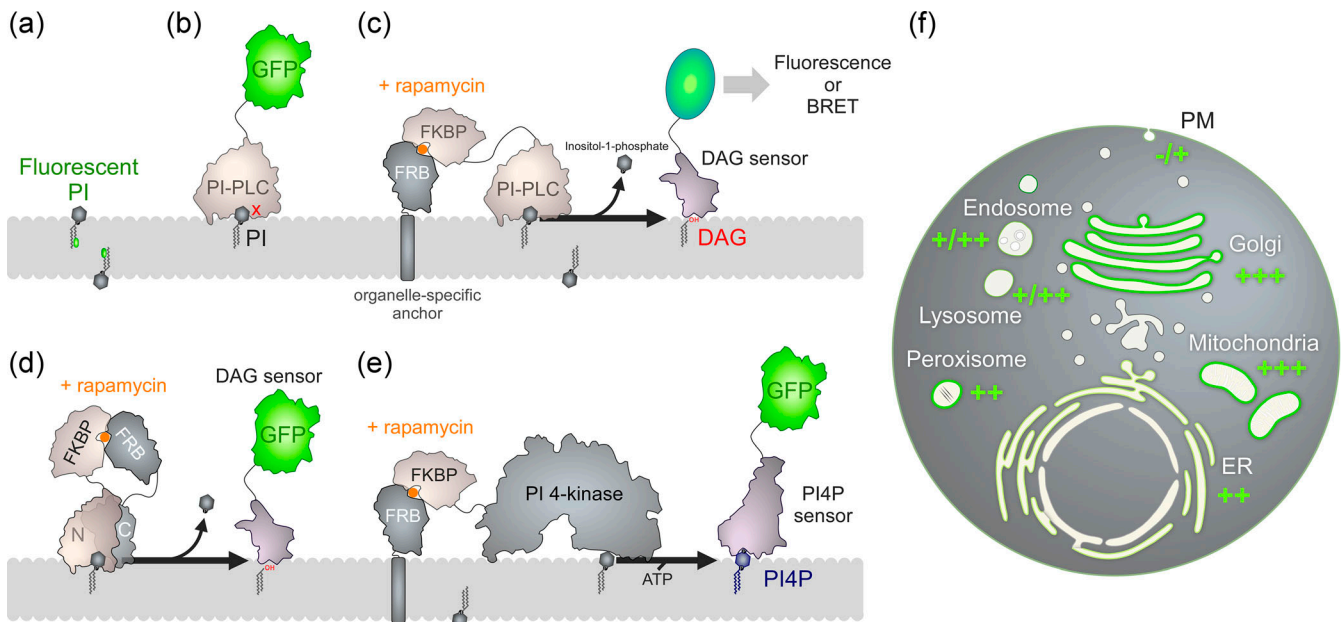 (a)
Fluorescent
PI
(b)
GFP
PI-PLC
X
PI
(c)
+ rapamycin
FKBP
FRB
organelle-specific
anchor
PI-PLC
Inositol-1-phosphate
DAG sensor
OH
DAG
Fluorescence
or
BRET
(d)
+ rapamycin
FKBP
FRB
N
C
DAG sensor
GFP
OH
(e)
+ rapamycin
FKBP
FRB
PI 4-kinase
ATP
GFP
PI4P
sensor
PI4P
(f)
PM
-/+
Endosome
+/++
Golgi
+++
Lysosome
+/++
Mitochondria
+++
Peroxisome
++
ER
++